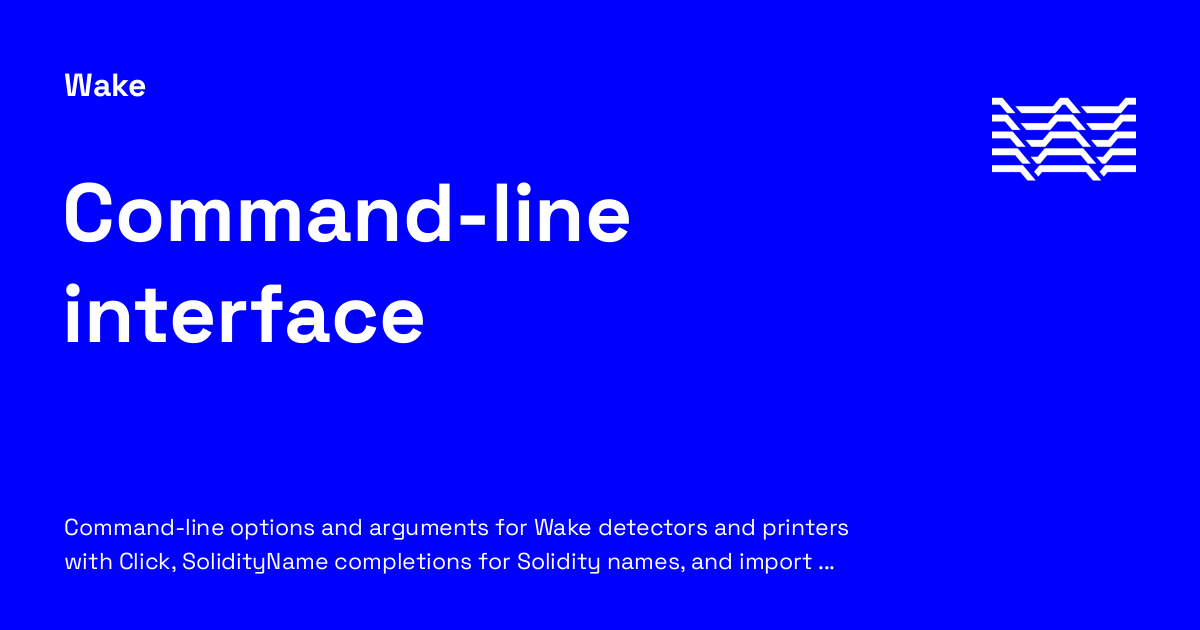 Wake
Command-line
interface
Command-line options and arguments for Wake detectors and printers
with Click, SolidityName completions for Solidity names, and import ...